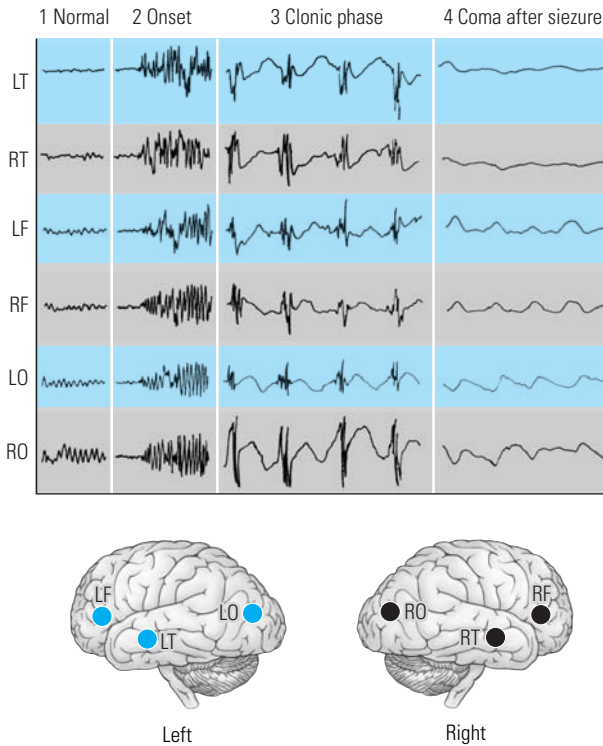 1 Normal 2 Onset 3 Clonic phase 4 Coma after siezure
LT
RT
LF
RF
LO
RO
LF LO RO RF
LT RT
Left Right